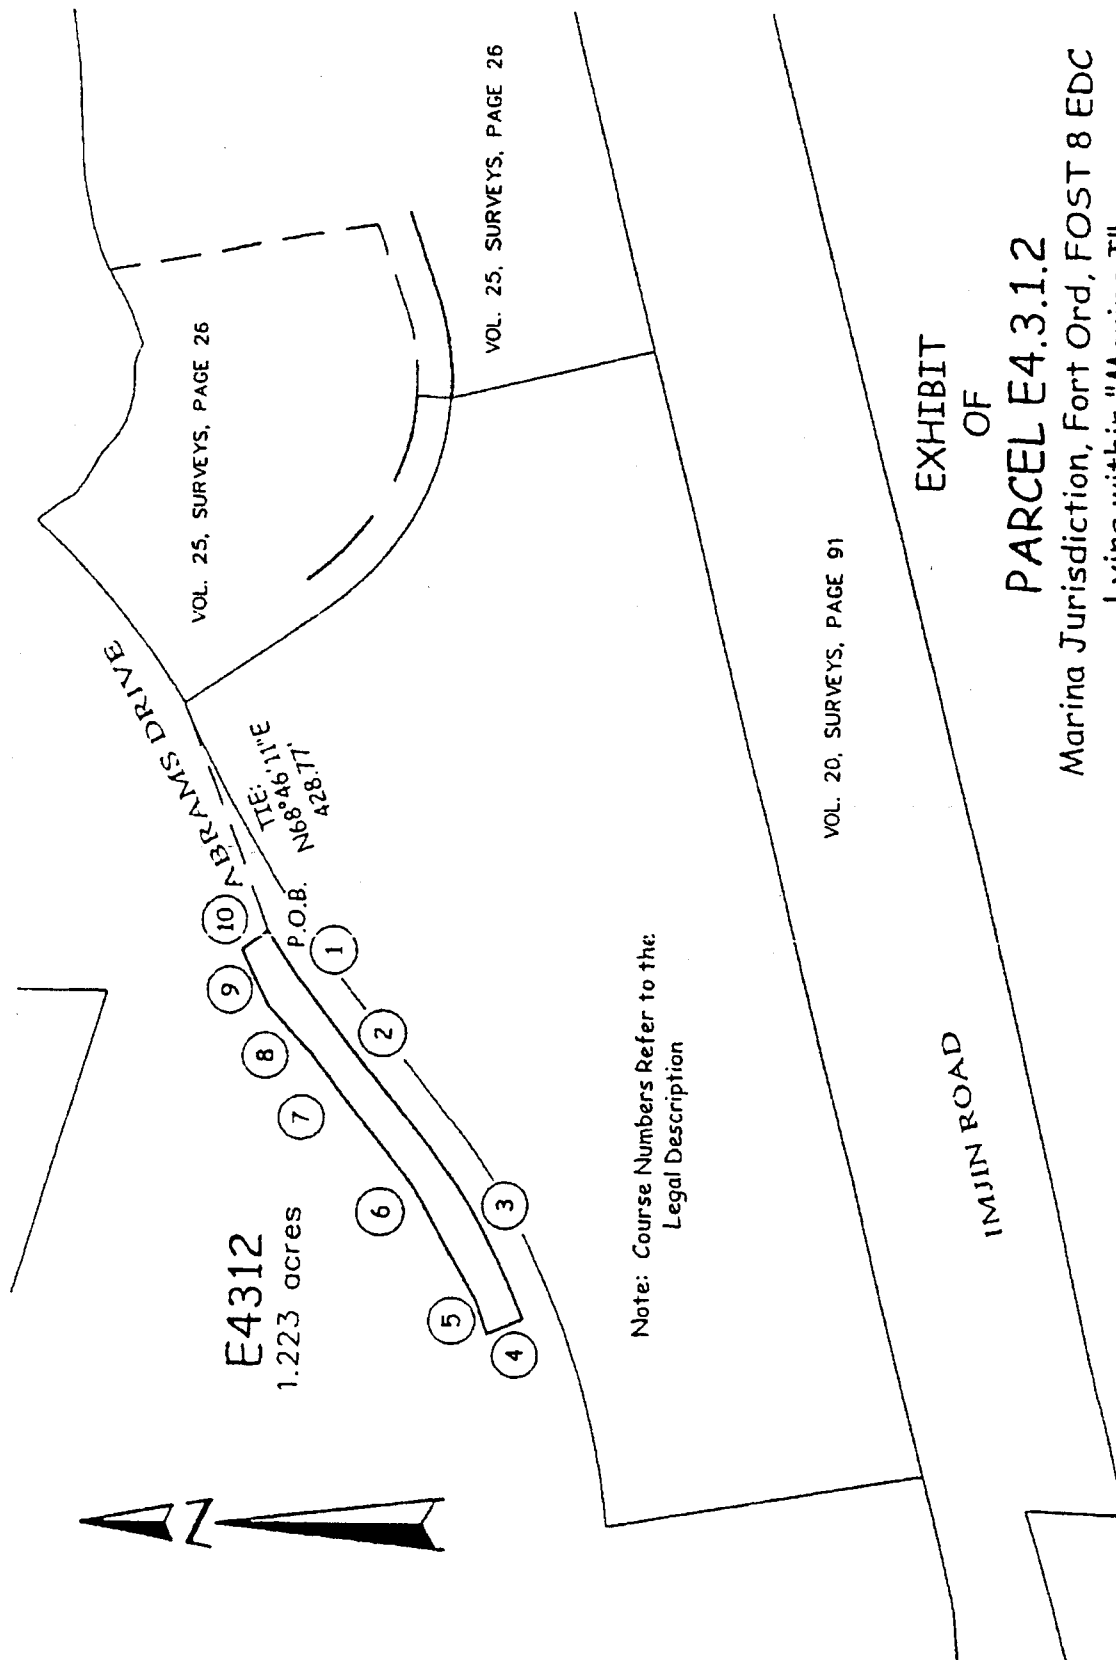 VOL. 25, SURVEYS, PAGE 26
VOL. 25, SURVEYS, PAGE 26
ABRAMS DRIVE
TIE:
N68°46'11"E
428.77'
P.O.B.
10
9
8
7
6
5
4
3
2
1
E4312
1.223 acres
N
Note: Course Numbers Refer to the
Legal Description
VOL. 20, SURVEYS, PAGE 91
IMJIN ROAD
EXHIBIT
OF
PARCEL E4.3.1.2
Marina Jurisdiction, Fort Ord, FOST 8 EDC
Lying within